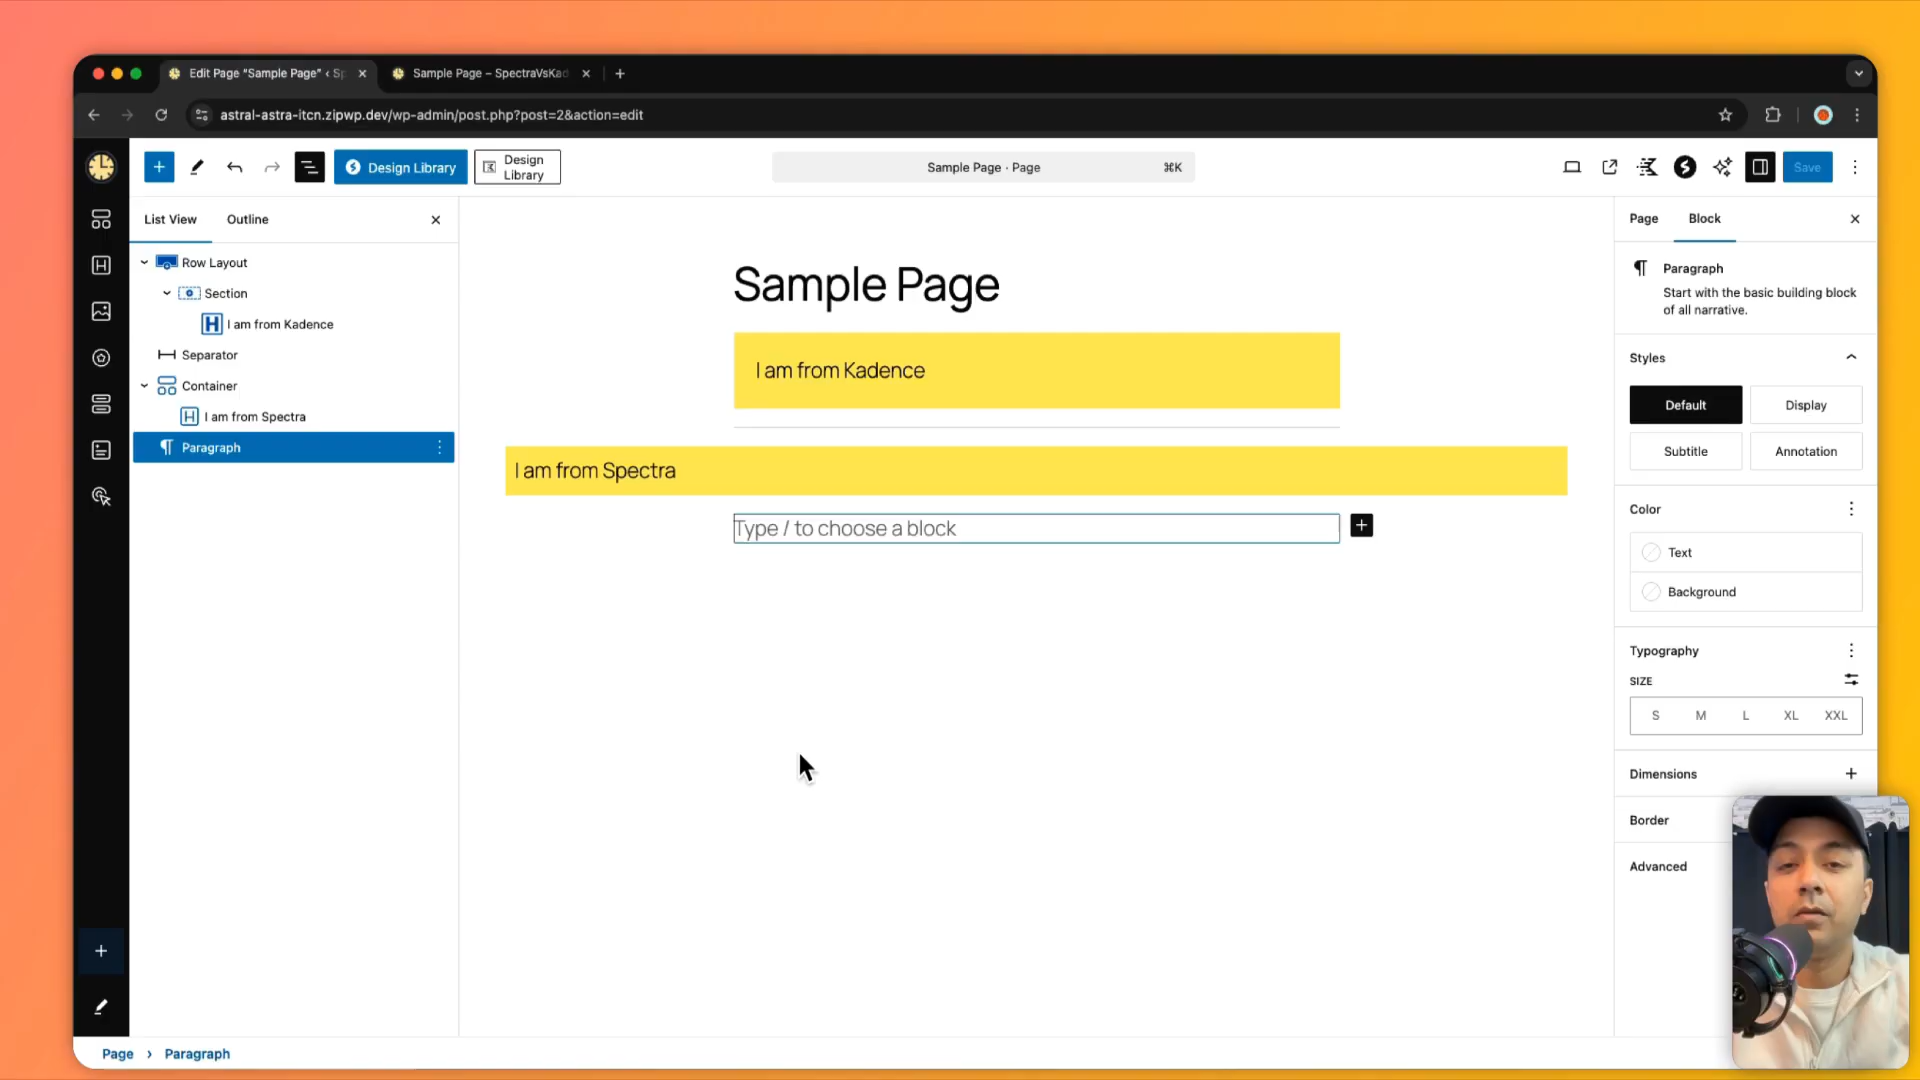 Edit Page "Sample Page" ‹ Sp
Sample Page – SpectraVsKad
astral-astra-itcn.zipwp.dev/wp-admin/post.php?post=2&action=edit
Design Library
Design
Library
Sample Page · Page
⌘K
Save
List View
Outline
Row Layout
Section
I am from Kadence
Separator
Container
I am from Spectra
Paragraph
Sample Page
I am from Kadence
I am from Spectra
Type / to choose a block
Page
Block
Paragraph
Start with the basic building block
of all narrative.
Styles
Default
Display
Subtitle
Annotation
Color
Text
Background
Typography
SIZE
S
M
L
XL
XXL
Dimensions
Border
Advanced
Page › Paragraph